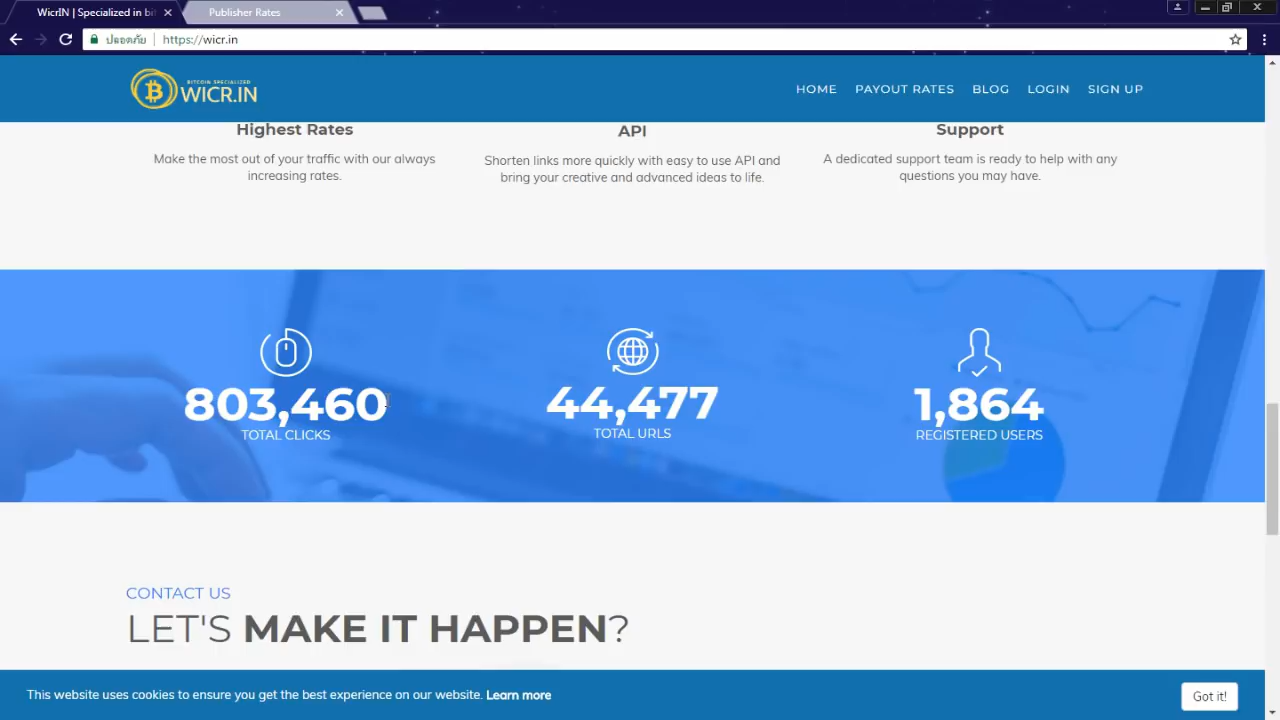 WicrIN | Specialized in bit
Publisher Rates
ปลอดภัย
https://wicr.in
BITCOIN SPECIALIZED
WICR.IN
HOME
PAYOUT RATES
BLOG
LOGIN
SIGN UP
Highest Rates
Make the most out of your traffic with our always
increasing rates.
API
Shorten links more quickly with easy to use API and
bring your creative and advanced ideas to life.
Support
A dedicated support team is ready to help with any
questions you may have.
803,460
TOTAL CLICKS
44,477
TOTAL URLS
1,864
REGISTERED USERS
CONTACT US
LET'S MAKE IT HAPPEN?
This website uses cookies to ensure you get the best experience on our website. Learn more
Got it!